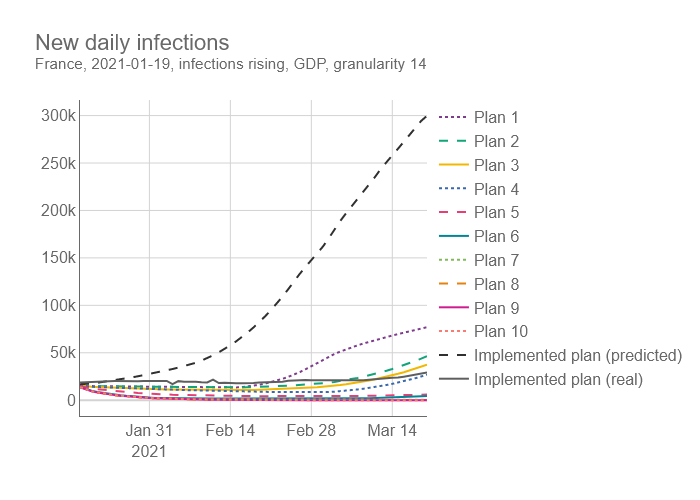 New daily infections
France, 2021-01-19, infections rising, GDP, granularity 14
300k
250k
200k
150k
100k
50k
0
Jan 31
2021
Feb 14
Feb 28
Mar 14
Plan 1
Plan 2
Plan 3
Plan 4
Plan 5
Plan 6
Plan 7
Plan 8
Plan 9
Plan 10
Implemented plan (predicted)
Implemented plan (real)